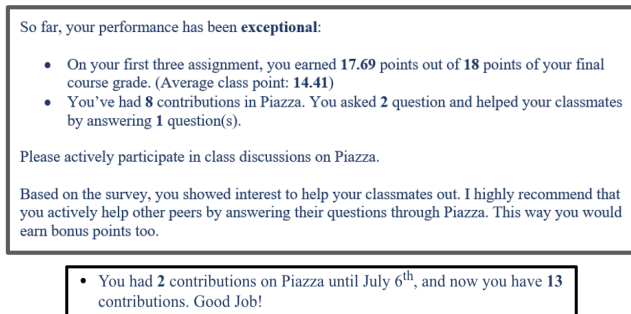 So far, your performance has been exceptional:
• On your first three assignment, you earned 17.69 points out of 18 points of your final
course grade. (Average class point: 14.41)
• You've had 8 contributions in Piazza. You asked 2 question and helped your classmates
by answering 1 question(s).
Please actively participate in class discussions on Piazza.
Based on the survey, you showed interest to help your classmates out. I highly recommend that
you actively help other peers by answering their questions through Piazza. This way you would
earn bonus points too.
• You had 2 contributions on Piazza until July 6th, and now you have 13
contributions. Good Job!